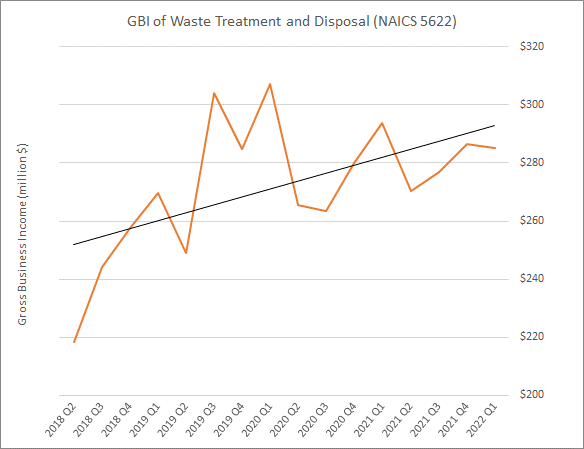 GBI of Waste Treatment and Disposal (NAICS 5622)
Gross Business Income (million $)
$320
$300
$280
$260
$240
$220
$200
2018 Q2
2018 Q3
2018 Q4
2019 Q1
2019 Q2
2019 Q3
2019 Q4
2020 Q1
2020 Q2
2020 Q3
2020 Q4
2021 Q1
2021 Q2
2021 Q3
2021 Q4
2022 Q1